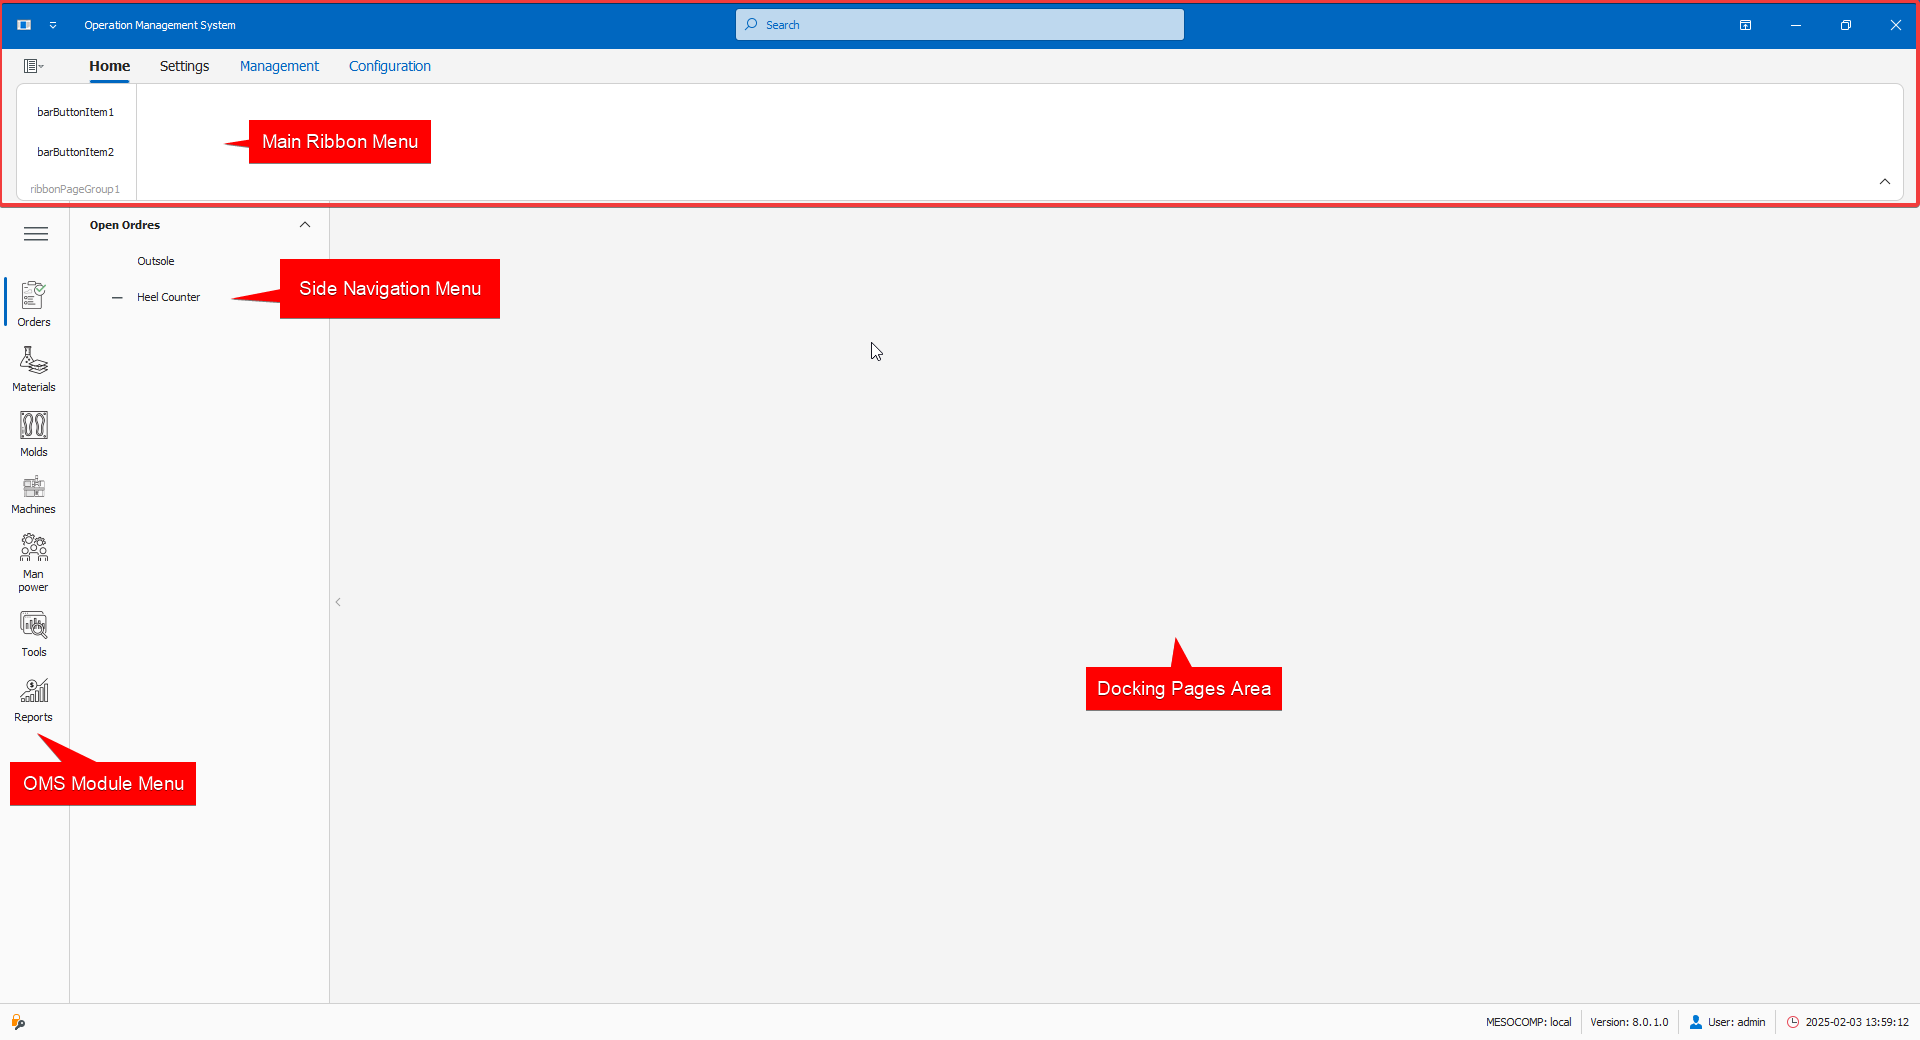 Operation Management System
Search
Home Settings Management Configuration
barButtonItem1
barButtonItem2
ribbonPageGroup1
Main Ribbon Menu
Open Ordres
Outsole
Heel Counter
Side Navigation Menu
Orders
Materials
Molds
Machines
Man
power
Tools
Reports
OMS Module Menu
Docking Pages Area
MESOCOMP: local Version: 8.0.1.0 User: admin 2025-02-03 13:59:12